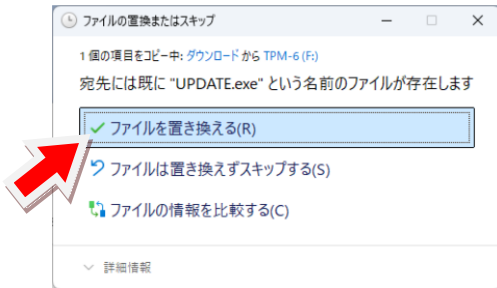 ファイルの置換またはスキップ
1 個の項目をコピー中: ダウンロード から TPM-6 (F:)
宛先には既に "UPDATE.exe" という名前のファイルが存在します
ファイルを置き換える(R)
ファイルは置き換えずスキップする(S)
ファイルの情報を比較する(C)
詳細情報